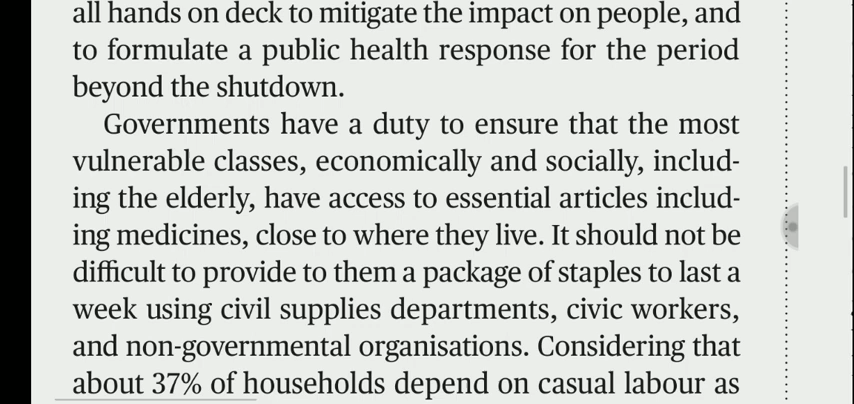 all hands on deck to mitigate the impact on people, and
to formulate a public health response for the period
beyond the shutdown.
Governments have a duty to ensure that the most
vulnerable classes, economically and socially, includ-
ing the elderly, have access to essential articles includ-
ing medicines, close to where they live. It should not be
difficult to provide to them a package of staples to last a
week using civil supplies departments, civic workers,
and non-governmental organisations. Considering that
about 37% of households depend on casual labour as